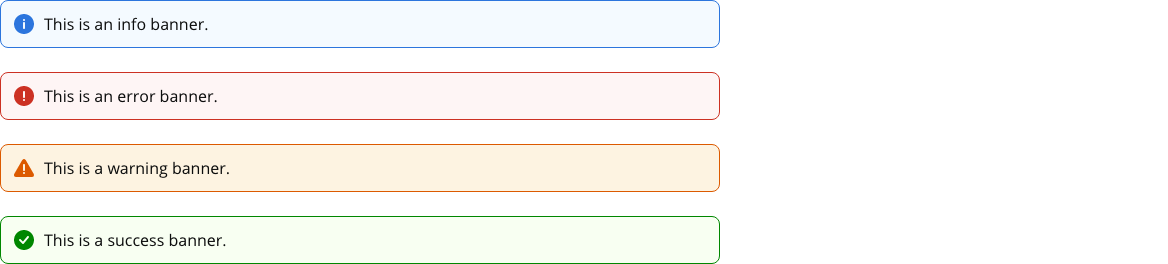 This is an info banner.
This is an error banner.
This is a warning banner.
This is a success banner.